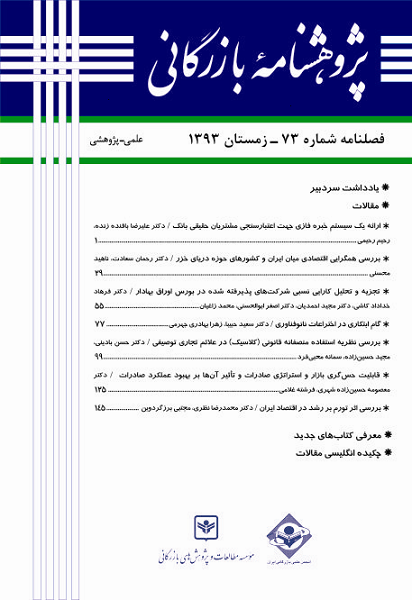 پژوهشنامهٔ بازرگانی
فصلنامه شماره ۷۳ ـ زمستان ۱۳۹۳
علمی-پژوهشی
✷ یادداشت سردبیر
✷ مقالات
✷ ارائه یک سیستم خبره فازی جهت اعتبارسنجی مشتریان حقیقی بانک / دکتر علیرضا بافنده زنده،
رحیم رحیمی ........ ۱
✷ بررسی همگرایی اقتصادی میان ایران و کشورهای حوزه دریای خزر / دکتر رحمان سعادت، ناهید
محسنی ........ ۲۹
✷ تجزیه و تحلیل کارایی نسبی شرکت‌های پذیرفته شده در بورس اوراق بهادار / دکتر فرهاد
خداداد کاشی، دکتر مجید احمدیان، دکتر اصغر ابوالحسنی، محمد زاغیان ........ ۵۵
✷ گام ابتکاری در اختراعات نانوفناوری / دکتر سعید حبیبا، زهرا بهادری جهرمی ........ ۷۷
✷ بررسی نظریه استفاده منصفانه قانونی (کلاسیک) در علائم تجاری توصیفی / دکتر حسن بادینی،
مجید حسین‌زاده، سمانه محبی‌فرد ........ ۹۹
✷ قابلیت حس‌گری بازار و استراتژی صادرات و تأثیر آن‌ها بر بهبود عملکرد صادرات / دکتر
معصومه حسین‌زاده شهری، فرشته غلامی ........ ۱۲۵
✷ بررسی اثر تورم بر رشد در اقتصاد ایران / دکتر محمدرضا نظری، مجتبی برزگردوین ........ ۱۴۵
✷ معرفی کتاب‌های جدید
✷ چکیده انگلیسی مقالات
موسسه مطالعات و پژوهش‌های بازرگانی
انجمن علمی بازرگانی ایران